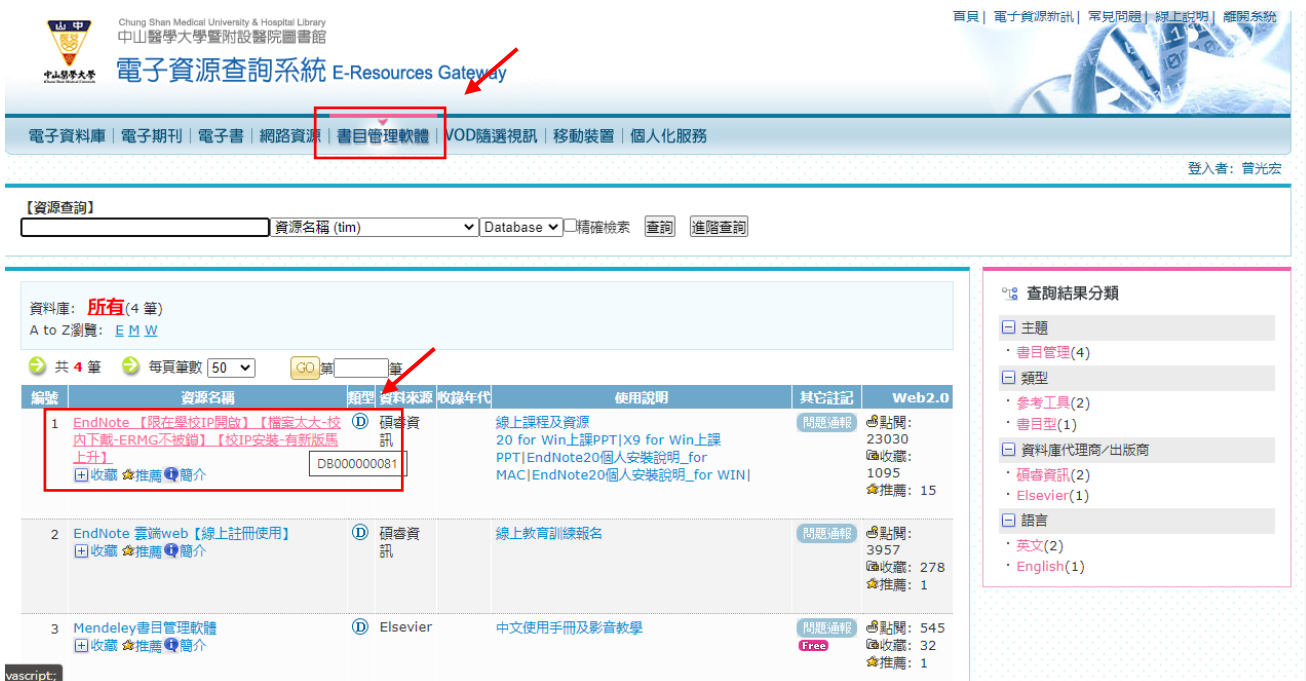 首頁| 電子資源新訊| 常見問題| 線上說明| 離開系統
山 中
Chung Shan Medical University & Hospital Library
中山醫學大學暨附設醫院圖書館
中山醫學大學
電子資源查詢系統 E-Resources Gateway
電子資料庫|電子期刊|電子書|網路資源|書目管理軟體|VOD隨選視訊|移動裝置|個人化服務
登入者: 曾光宏
【資源查詢】
資源名稱 (tim) Database 精確檢索 查詢 進階查詢
資料庫: 所有(4 筆)
A to Z瀏覽: E M W
共 4 筆 每頁筆數 50 GO 第 筆
編號 資源名稱 類型 資料來源 收錄年代 使用說明 其它註記 Web2.0
1 EndNote 【限在學校IP開啟】【檔案太大-校
內下戴-ERMG不被鎖】【校IP安裝-有新版馬
上升】
收藏 推薦 簡介
DB000000081
D 碩睿資
訊
線上課程及資源
20 for Win上課PPT|X9 for Win上課
PPT|EndNote20個人安裝說明_for
MAC|EndNote20個人安裝說明_for WIN|
問題通報
點閱:
23030
收藏:
1095
推薦: 15
2 EndNote 雲端web【線上註冊使用】
收藏 推薦 簡介
D 碩睿資
訊
線上教育訓練報名
問題通報
點閱:
3957
收藏: 278
推薦: 1
3 Mendeley書目管理軟體
收藏 推薦 簡介
D Elsevier
中文使用手冊及影音教學
問題通報
Free
點閱: 545
收藏: 32
推薦: 1
查詢結果分類
主題
書目管理(4)
類型
參考工具(2)
書目型(1)
資料庫代理商/出版商
碩睿資訊(2)
Elsevier(1)
語言
英文(2)
English(1)
vascript:;